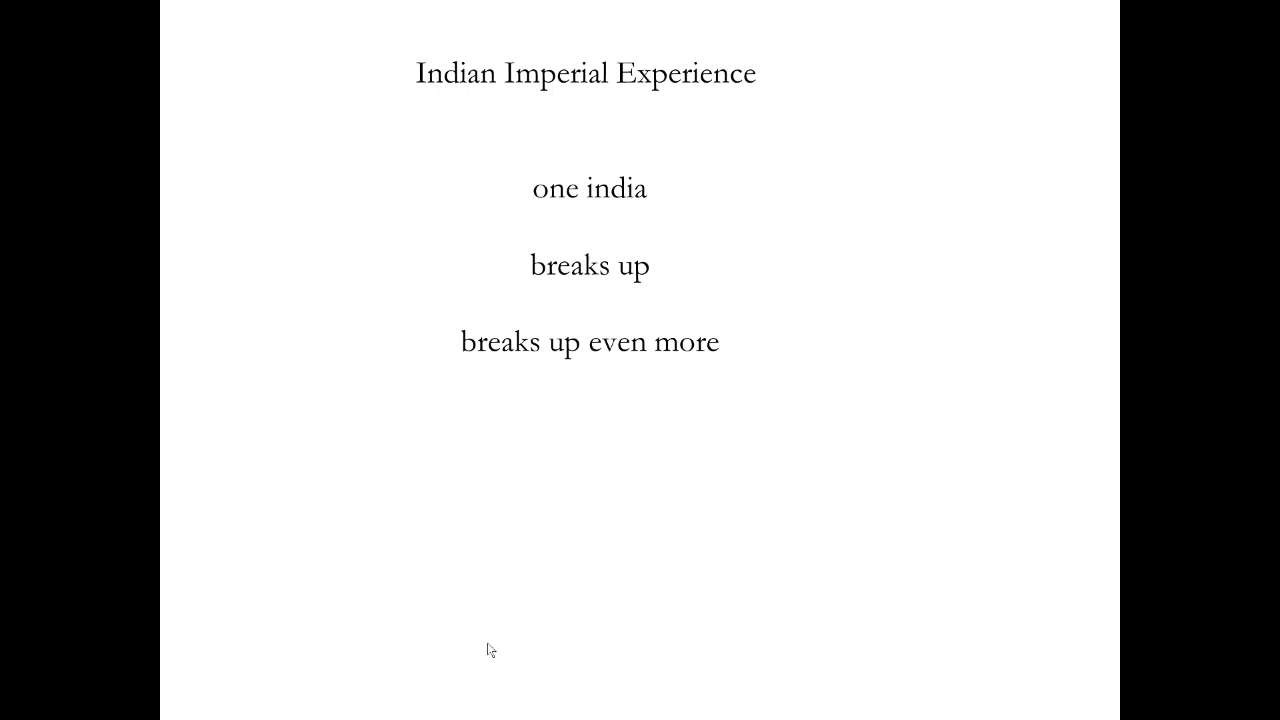 Indian Imperial Experience
one india
breaks up
breaks up even more